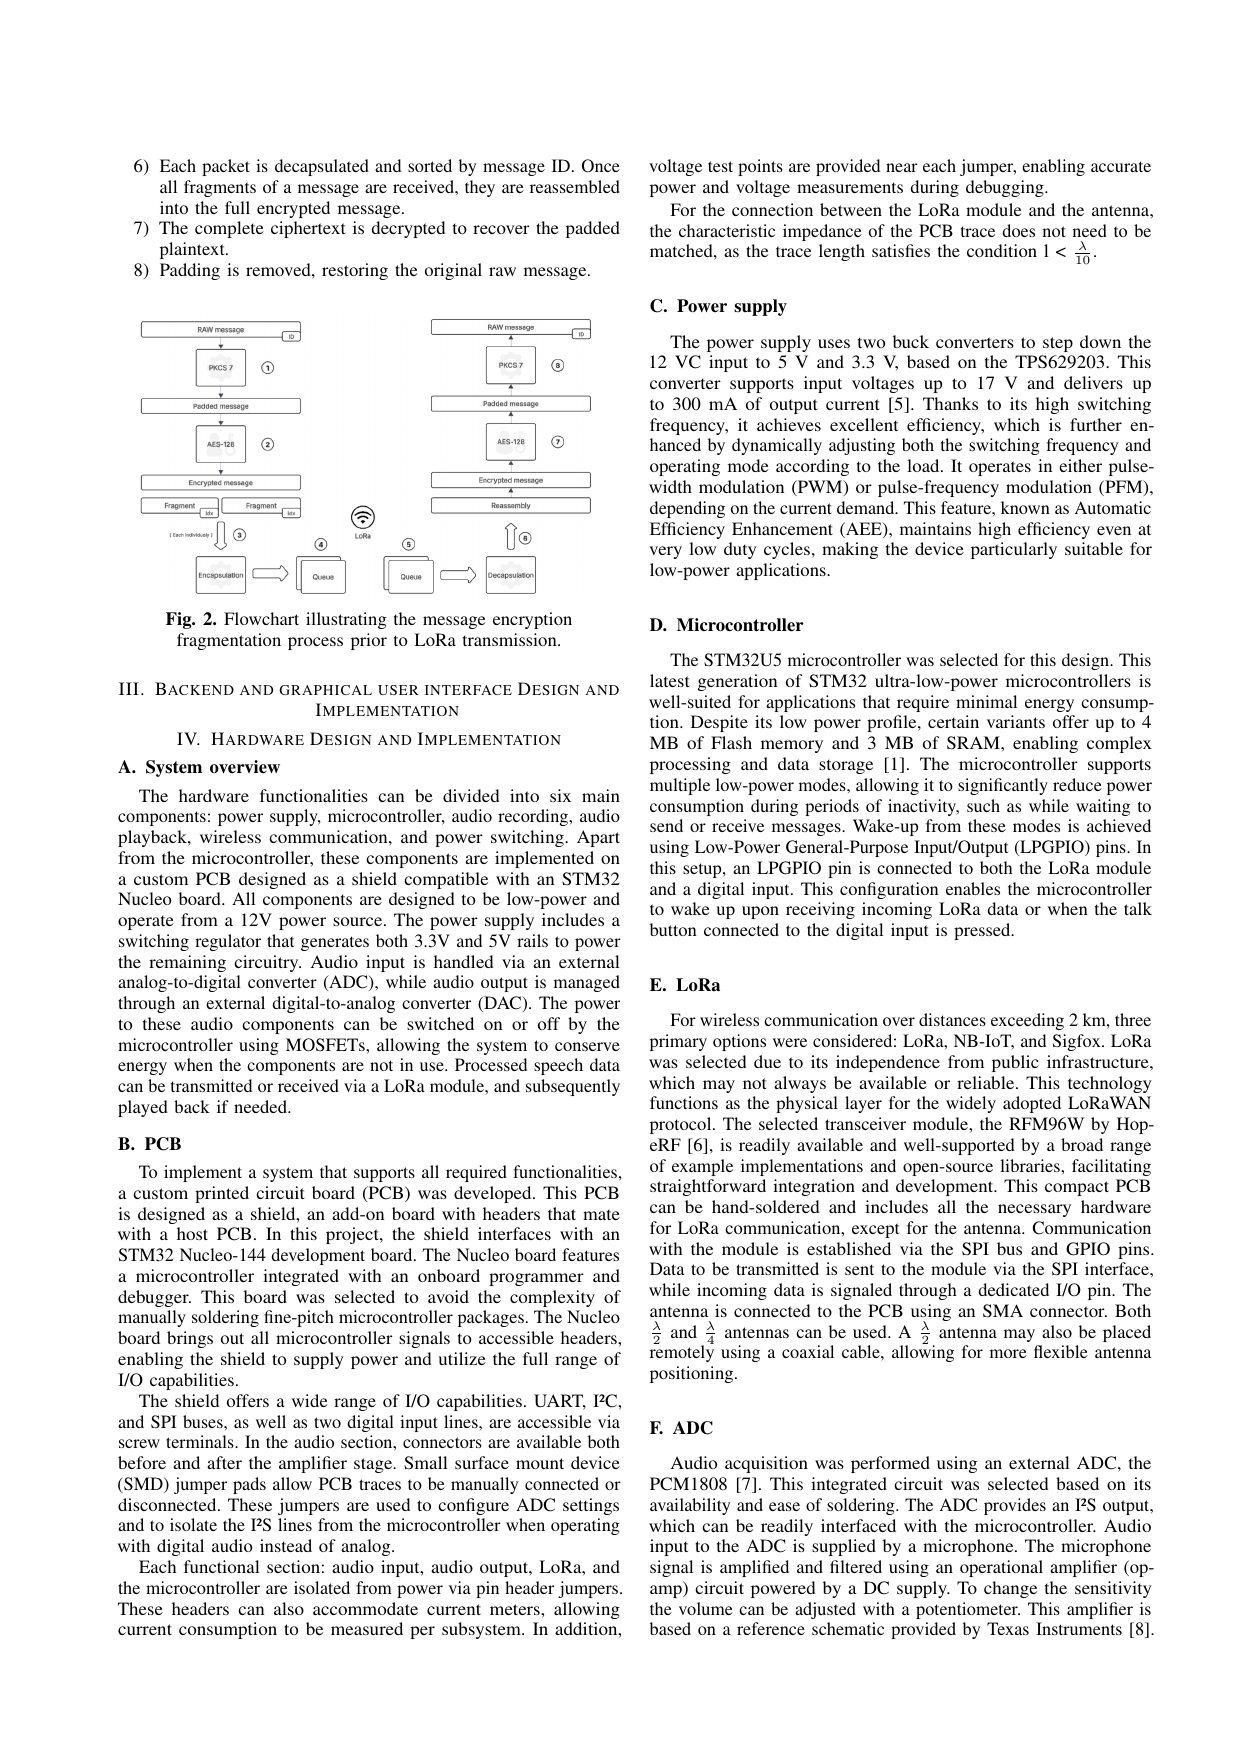 6) Each packet is decapsulated and sorted by message ID. Once
all fragments of a message are received, they are reassembled
into the full encrypted message.
7) The complete ciphertext is decrypted to recover the padded
plaintext.
8) Padding is removed, restoring the original raw message.
RAW message
ID
PKCS 7
1
Padded message
AES-128
2
Encrypted message
Fragment
Idx
Fragment
Idx
( Each individually )
3
Encapsulation
4
Queue
LoRa
5
Queue
RAW message
ID
PKCS 7
8
Padded message
AES-128
7
Encrypted message
Reassembly
6
Decapsulation
Fig. 2. Flowchart illustrating the message encryption
fragmentation process prior to LoRa transmission.
III. BACKEND AND GRAPHICAL USER INTERFACE DESIGN AND
IMPLEMENTATION
IV. HARDWARE DESIGN AND IMPLEMENTATION
A. System overview
The hardware functionalities can be divided into six main
components: power supply, microcontroller, audio recording, audio
playback, wireless communication, and power switching. Apart
from the microcontroller, these components are implemented on
a custom PCB designed as a shield compatible with an STM32
Nucleo board. All components are designed to be low-power and
operate from a 12V power source. The power supply includes a
switching regulator that generates both 3.3V and 5V rails to power
the remaining circuitry. Audio input is handled via an external
analog-to-digital converter (ADC), while audio output is managed
through an external digital-to-analog converter (DAC). The power
to these audio components can be switched on or off by the
microcontroller using MOSFETs, allowing the system to conserve
energy when the components are not in use. Processed speech data
can be transmitted or received via a LoRa module, and subsequently
played back if needed.
B. PCB
To implement a system that supports all required functionalities,
a custom printed circuit board (PCB) was developed. This PCB
is designed as a shield, an add-on board with headers that mate
with a host PCB. In this project, the shield interfaces with an
STM32 Nucleo-144 development board. The Nucleo board features
a microcontroller integrated with an onboard programmer and
debugger. This board was selected to avoid the complexity of
manually soldering fine-pitch microcontroller packages. The Nucleo
board brings out all microcontroller signals to accessible headers,
enabling the shield to supply power and utilize the full range of
I/O capabilities.
The shield offers a wide range of I/O capabilities. UART, I²C,
and SPI buses, as well as two digital input lines, are accessible via
screw terminals. In the audio section, connectors are available both
before and after the amplifier stage. Small surface mount device
(SMD) jumper pads allow PCB traces to be manually connected or
disconnected. These jumpers are used to configure ADC settings
and to isolate the I²S lines from the microcontroller when operating
with digital audio instead of analog.
Each functional section: audio input, audio output, LoRa, and
the microcontroller are isolated from power via pin header jumpers.
These headers can also accommodate current meters, allowing
current consumption to be measured per subsystem. In addition,
voltage test points are provided near each jumper, enabling accurate
power and voltage measurements during debugging.
For the connection between the LoRa module and the antenna,
the characteristic impedance of the PCB trace does not need to be
matched, as the trace length satisfies the condition l < λ/10.
C. Power supply
The power supply uses two buck converters to step down the
12 VC input to 5 V and 3.3 V, based on the TPS629203. This
converter supports input voltages up to 17 V and delivers up
to 300 mA of output current [5]. Thanks to its high switching
frequency, it achieves excellent efficiency, which is further en-
hanced by dynamically adjusting both the switching frequency and
operating mode according to the load. It operates in either pulse-
width modulation (PWM) or pulse-frequency modulation (PFM),
depending on the current demand. This feature, known as Automatic
Efficiency Enhancement (AEE), maintains high efficiency even at
very low duty cycles, making the device particularly suitable for
low-power applications.
D. Microcontroller
The STM32U5 microcontroller was selected for this design. This
latest generation of STM32 ultra-low-power microcontrollers is
well-suited for applications that require minimal energy consump-
tion. Despite its low power profile, certain variants offer up to 4
MB of Flash memory and 3 MB of SRAM, enabling complex
processing and data storage [1]. The microcontroller supports
multiple low-power modes, allowing it to significantly reduce power
consumption during periods of inactivity, such as while waiting to
send or receive messages. Wake-up from these modes is achieved
using Low-Power General-Purpose Input/Output (LPGPIO) pins. In
this setup, an LPGPIO pin is connected to both the LoRa module
and a digital input. This configuration enables the microcontroller
to wake up upon receiving incoming LoRa data or when the talk
button connected to the digital input is pressed.
E. LoRa
For wireless communication over distances exceeding 2 km, three
primary options were considered: LoRa, NB-IoT, and Sigfox. LoRa
was selected due to its independence from public infrastructure,
which may not always be available or reliable. This technology
functions as the physical layer for the widely adopted LoRaWAN
protocol. The selected transceiver module, the RFM96W by Hop-
eRF [6], is readily available and well-supported by a broad range
of example implementations and open-source libraries, facilitating
straightforward integration and development. This compact PCB
can be hand-soldered and includes all the necessary hardware
for LoRa communication, except for the antenna. Communication
with the module is established via the SPI bus and GPIO pins.
Data to be transmitted is sent to the module via the SPI interface,
while incoming data is signaled through a dedicated I/O pin. The
antenna is connected to the PCB using an SMA connector. Both
λ/2 and λ/4 antennas can be used. A λ/2 antenna may also be placed
remotely using a coaxial cable, allowing for more flexible antenna
positioning.
F. ADC
Audio acquisition was performed using an external ADC, the
PCM1808 [7]. This integrated circuit was selected based on its
availability and ease of soldering. The ADC provides an I²S output,
which can be readily interfaced with the microcontroller. Audio
input to the ADC is supplied by a microphone. The microphone
signal is amplified and filtered using an operational amplifier (op-
amp) circuit powered by a DC supply. To change the sensitivity
the volume can be adjusted with a potentiometer. This amplifier is
based on a reference schematic provided by Texas Instruments [8].